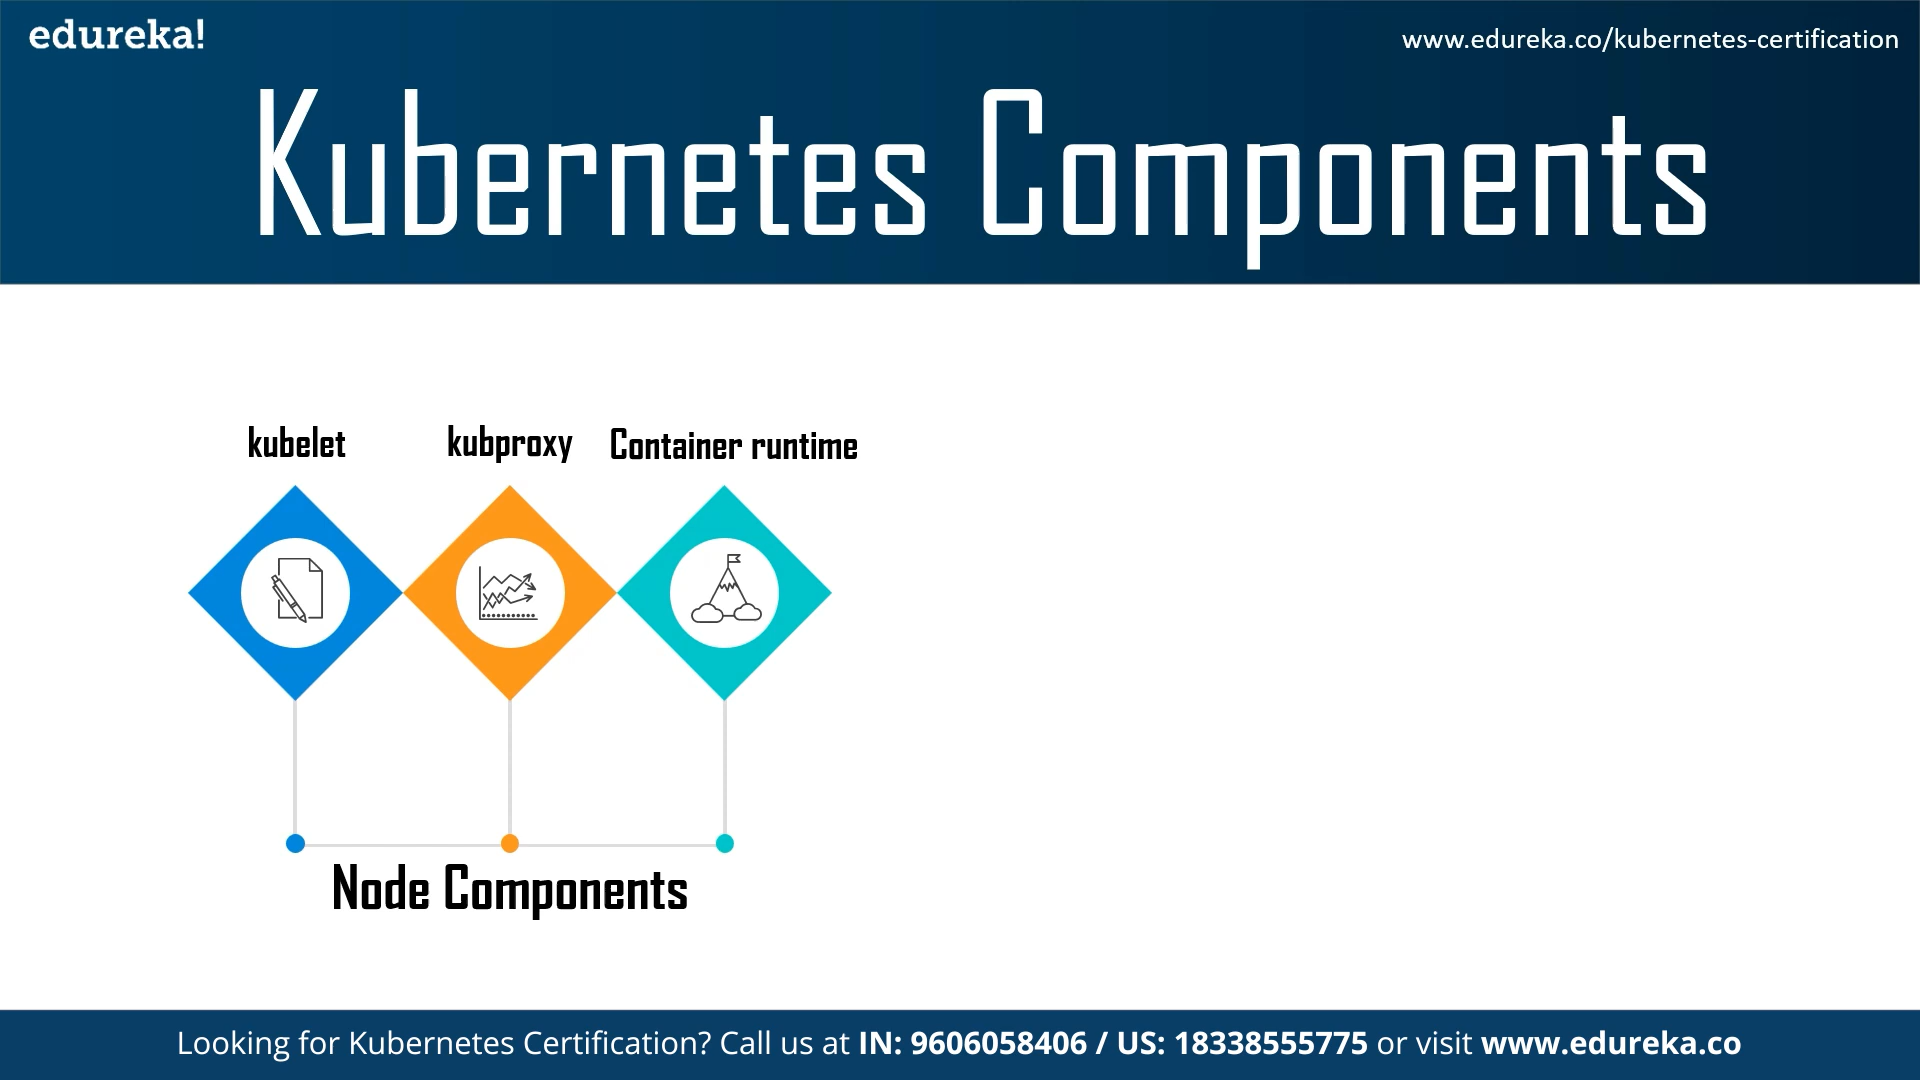 edureka!
www.edureka.co/kubernetes-certification
Kubernetes Components
kubelet
kubproxy
Container runtime
Node Components
Looking for Kubernetes Certification? Call us at IN: 9606058406 / US: 18338555775 or visit www.edureka.co